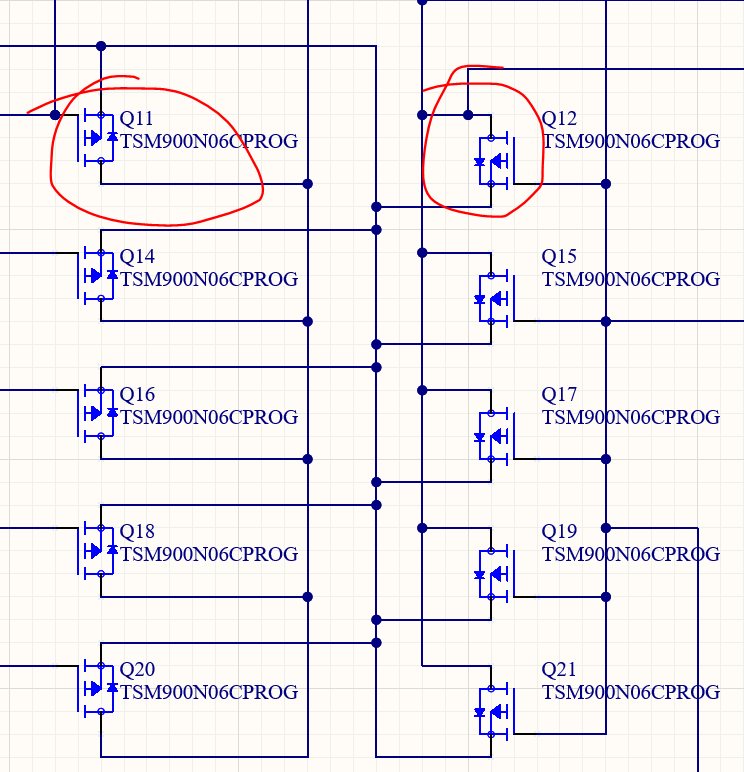 Q11
TSM900N06CPROG
Q12
TSM900N06CPROG
Q14
TSM900N06CPROG
Q15
TSM900N06CPROG
Q16
TSM900N06CPROG
Q17
TSM900N06CPROG
Q18
TSM900N06CPROG
Q19
TSM900N06CPROG
Q20
TSM900N06CPROG
Q21
TSM900N06CPROG